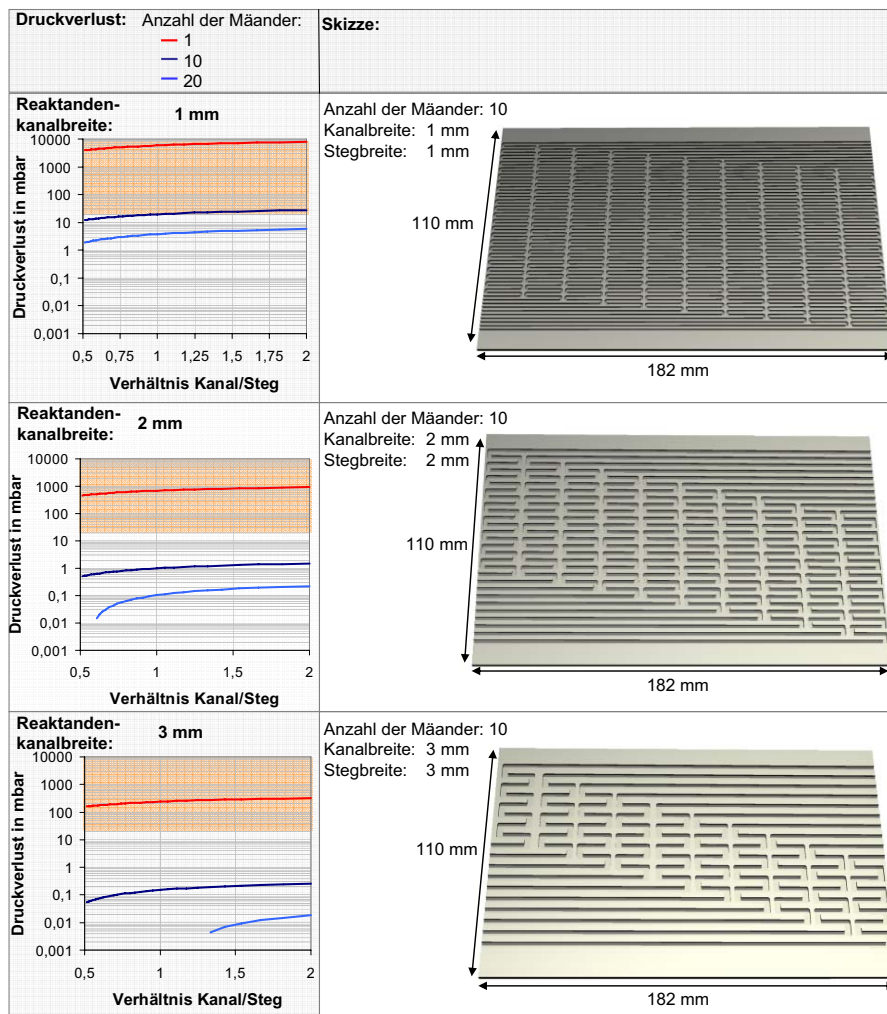 Druckverlust: Anzahl der Mäander:
1
10
20
Skizze:
Reaktanden-
kanalbreite: 1 mm
Druckverlust in mbar
10000
1000
100
10
1
0,1
0,01
0,001
0,5 0,75 1 1,25 1,5 1,75 2
Verhältnis Kanal/Steg
Anzahl der Mäander: 10
Kanalbreite: 1 mm
Stegbreite: 1 mm
110 mm
182 mm
Reaktanden-
kanalbreite: 2 mm
Druckverlust in mbar
10000
1000
100
10
1
0,1
0,01
0,001
0,5 1 1,5 2
Verhältnis Kanal/Steg
Anzahl der Mäander: 10
Kanalbreite: 2 mm
Stegbreite: 2 mm
110 mm
182 mm
Reaktanden-
kanalbreite: 3 mm
Druckverlust in mbar
10000
1000
100
10
1
0,1
0,01
0,001
0,5 1 1,5 2
Verhältnis Kanal/Steg
Anzahl der Mäander: 10
Kanalbreite: 3 mm
Stegbreite: 3 mm
110 mm
182 mm